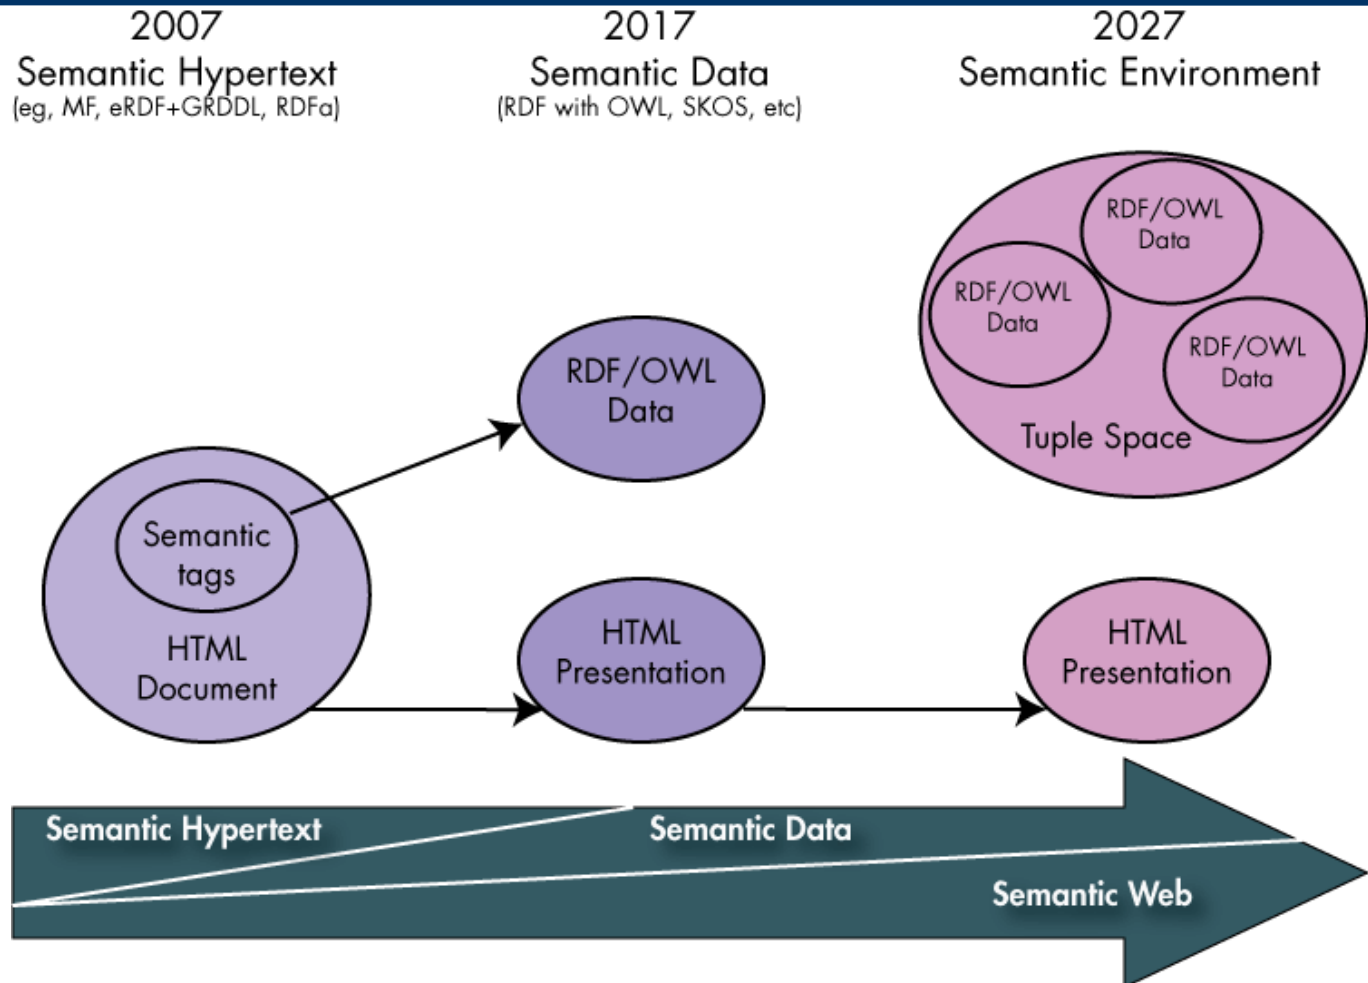 2007
Semantic Hypertext
(eg, MF, eRDF+GRDDL, RDFa)
2017
Semantic Data
(RDF with OWL, SKOS, etc)
2027
Semantic Environment
RDF/OWL
Data
RDF/OWL
Data
RDF/OWL
Data
Tuple Space
RDF/OWL
Data
Semantic
tags
HTML
Document
HTML
Presentation
HTML
Presentation
Semantic Hypertext
Semantic Data
Semantic Web